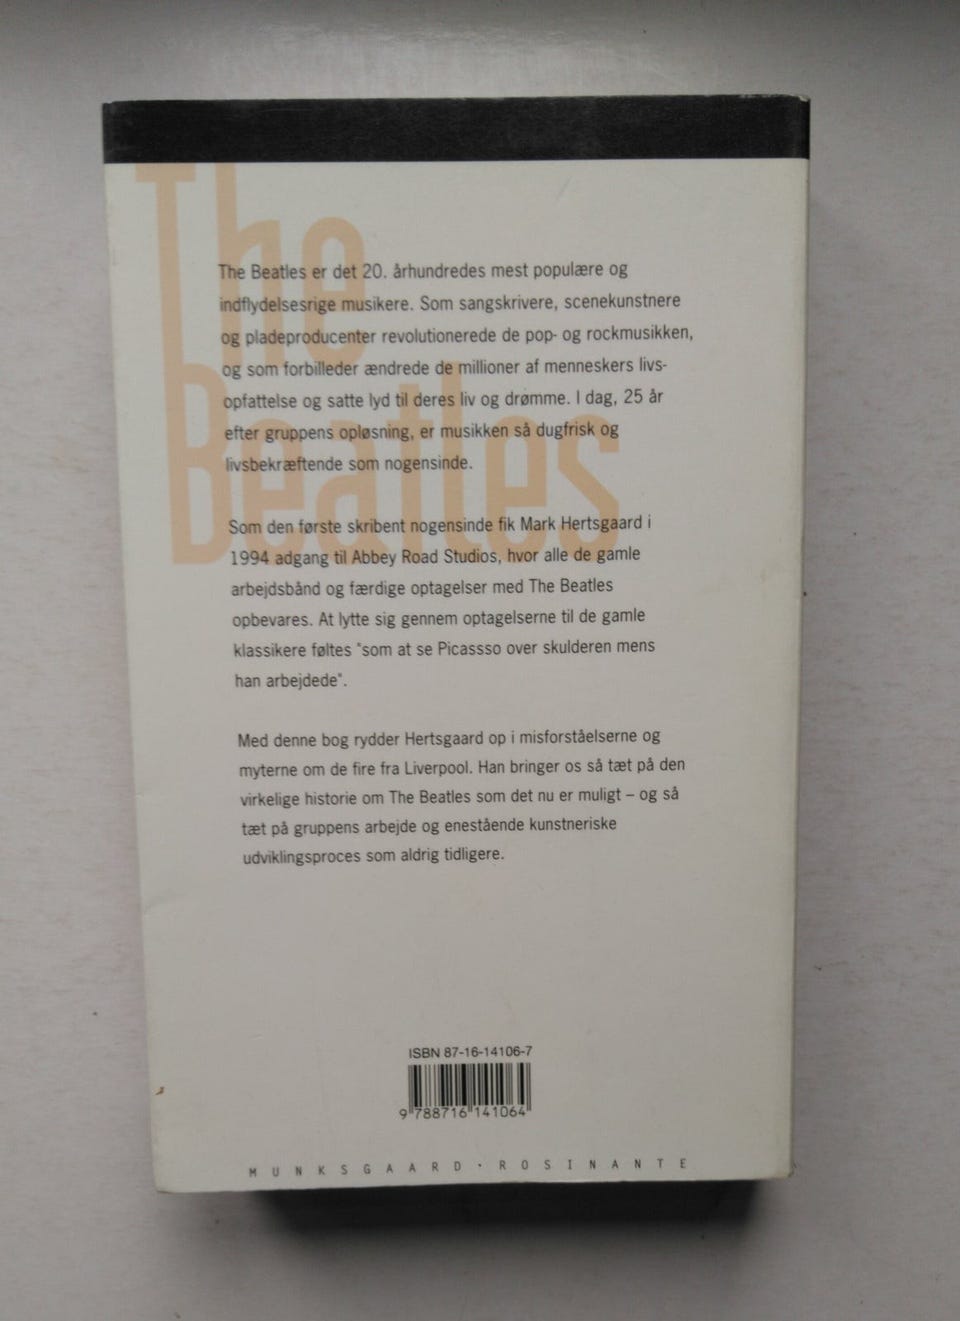 The
Beatles
The Beatles er det 20. århundredes mest populære og
indflydelsesrige musikere. Som sangskrivere, scenekunstnere
og pladeproducenter revolutionerede de pop- og rockmusikken,
og som forbilleder ændrede de millioner af menneskers livs-
opfattelse og satte lyd til deres liv og drømme. I dag, 25 år
efter gruppens opløsning, er musikken så dugfrisk og
livsbekræftende som nogensinde.
Som den første skribent nogensinde fik Mark Hertsgaard i
1994 adgang til Abbey Road Studios, hvor alle de gamle
arbejdsbånd og færdige optagelser med The Beatles
opbevares. At lytte sig gennem optagelserne til de gamle
klassikere føltes "som at se Picassso over skulderen mens
han arbejdede".
Med denne bog rydder Hertsgaard op i misforståelserne og
myterne om de fire fra Liverpool. Han bringer os så tæt på den
virkelige historie om The Beatles som det nu er muligt – og så
tæt på gruppens arbejde og enestående kunstneriske
udviklingsproces som aldrig tidligere.
ISBN 87-16-14106-7
9 788716 141064
MUNKSGAARD · ROSINANTE